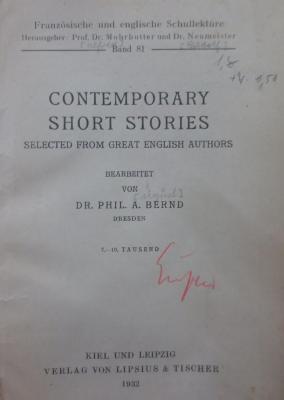 Französische und englische Schullektüre
Herausgeber: Prof. Dr. Mohrbutter und Dr. Neumeister
Band 81
CONTEMPORARY
SHORT STORIES
SELECTED FROM GREAT ENGLISH AUTHORS
BEARBEITET
VON
DR. PHIL. A. BERND
DRESDEN
7.—10. TAUSEND
KIEL UND LEIPZIG
VERLAG VON LIPSIUS & TISCHER
1932